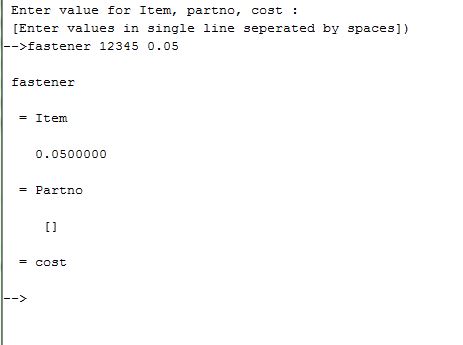 Enter value for Item, partno, cost :
[Enter values in single line seperated by spaces])
-->fastener 12345 0.05
fastener
= Item
0.0500000
= Partno
[]
= cost
-->